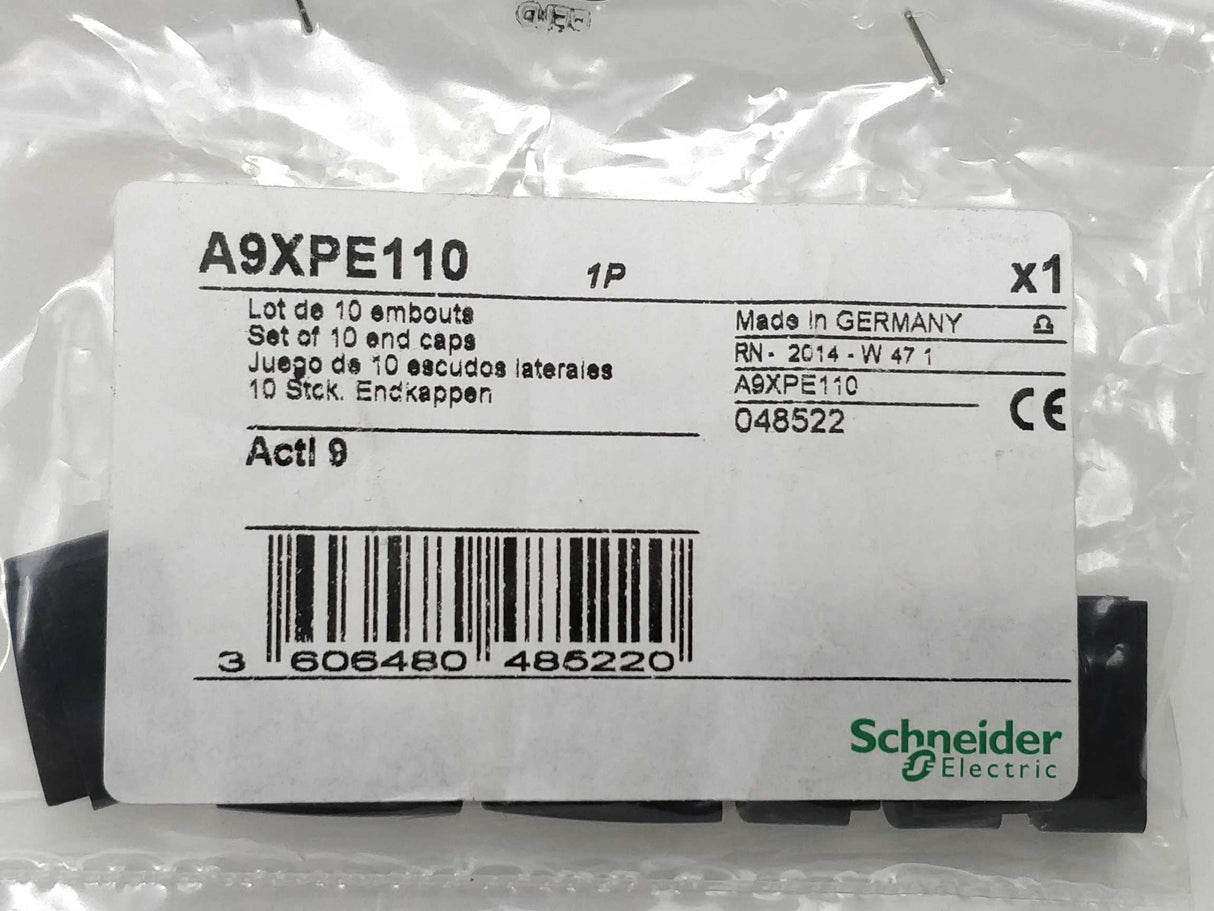 A9XPE110 1P x1
Lot de 10 embouts
Set of 10 end caps
Juego de 10 escudos laterales
10 Stck. Endkappen
Made in GERMANY
RN - 2014 - W 47 1
A9XPE110
048522
CE
Acti 9
3 606480 485220
Schneider
Electric